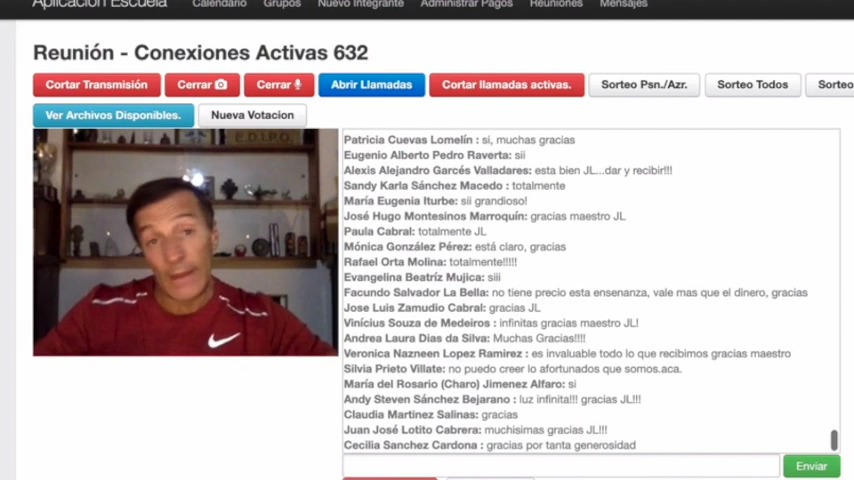 Aplicación Escuela Calendario Grupos Nuevo Integrante Administrar Pagos Reuniones Mensajes
Reunión - Conexiones Activas 632
Cortar Transmisión Cerrar Cerrar Abrir Llamadas Cortar llamadas activas. Sorteo Psn./Azr. Sorteo Todos Sorteo
Ver Archivos Disponibles. Nueva Votacion
E.D.I.P.O.
Patricia Cuevas Lomelín : si, muchas gracias
Eugenio Alberto Pedro Raverta: sii
Alexis Alejandro Garcés Valladares: esta bien JL...dar y recibir!!!
Sandy Karla Sánchez Macedo : totalmente
María Eugenia Iturbe: sii grandioso!
José Hugo Montesinos Marroquín: gracias maestro JL
Paula Cabral: totalmente JL
Mónica González Pérez: está claro, gracias
Rafael Orta Molina: totalmente!!!!!
Evangelina Beatríz Mujica: siii
Facundo Salvador La Bella: no tiene precio esta ensenanza, vale mas que el dinero, gracias
Jose Luis Zamudio Cabral: gracias JL
Vinícius Souza de Medeiros : infinitas gracias maestro JL!
Andrea Laura Dias da Silva: Muchas Gracias!!!!
Veronica Nazneen Lopez Ramirez : es invaluable todo lo que recibimos gracias maestro
Silvia Prieto Villate: no puedo creer lo afortunados que somos.aca.
María del Rosario (Charo) Jimenez Alfaro: si
Andy Steven Sánchez Bejarano : luz infinita!!! gracias JL!!!
Claudia Martinez Salinas: gracias
Juan José Lotito Cabrera: muchisimas gracias JL!!!
Cecilia Sanchez Cardona : gracias por tanta generosidad
Enviar